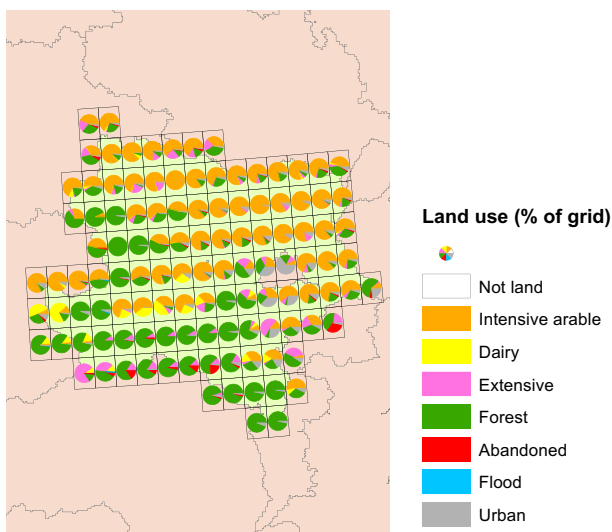 Land use (% of grid)
Not land
Intensive arable
Dairy
Extensive
Forest
Abandoned
Flood
Urban